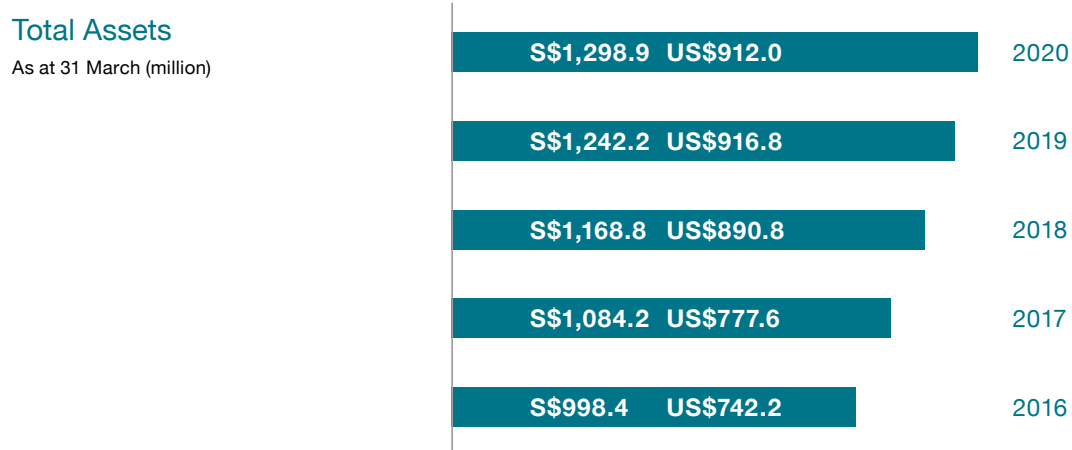 Total Assets
As at 31 March (million)
S$1,298.9 US$912.0 2020
S$1,242.2 US$916.8 2019
S$1,168.8 US$890.8 2018
S$1,084.2 US$777.6 2017
S$998.4 US$742.2 2016